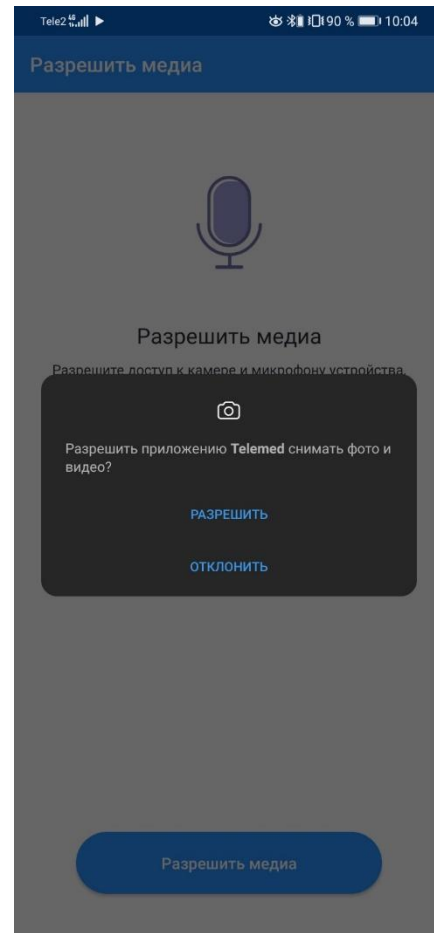 Tele2 90 % 10:04
Разрешить медиа
Разрешить медиа
Разрешите доступ к камере и микрофону устройства
Разрешить приложению Telemed снимать фото и
видео?
РАЗРЕШИТЬ
ОТКЛОНИТЬ
Разрешить медиа